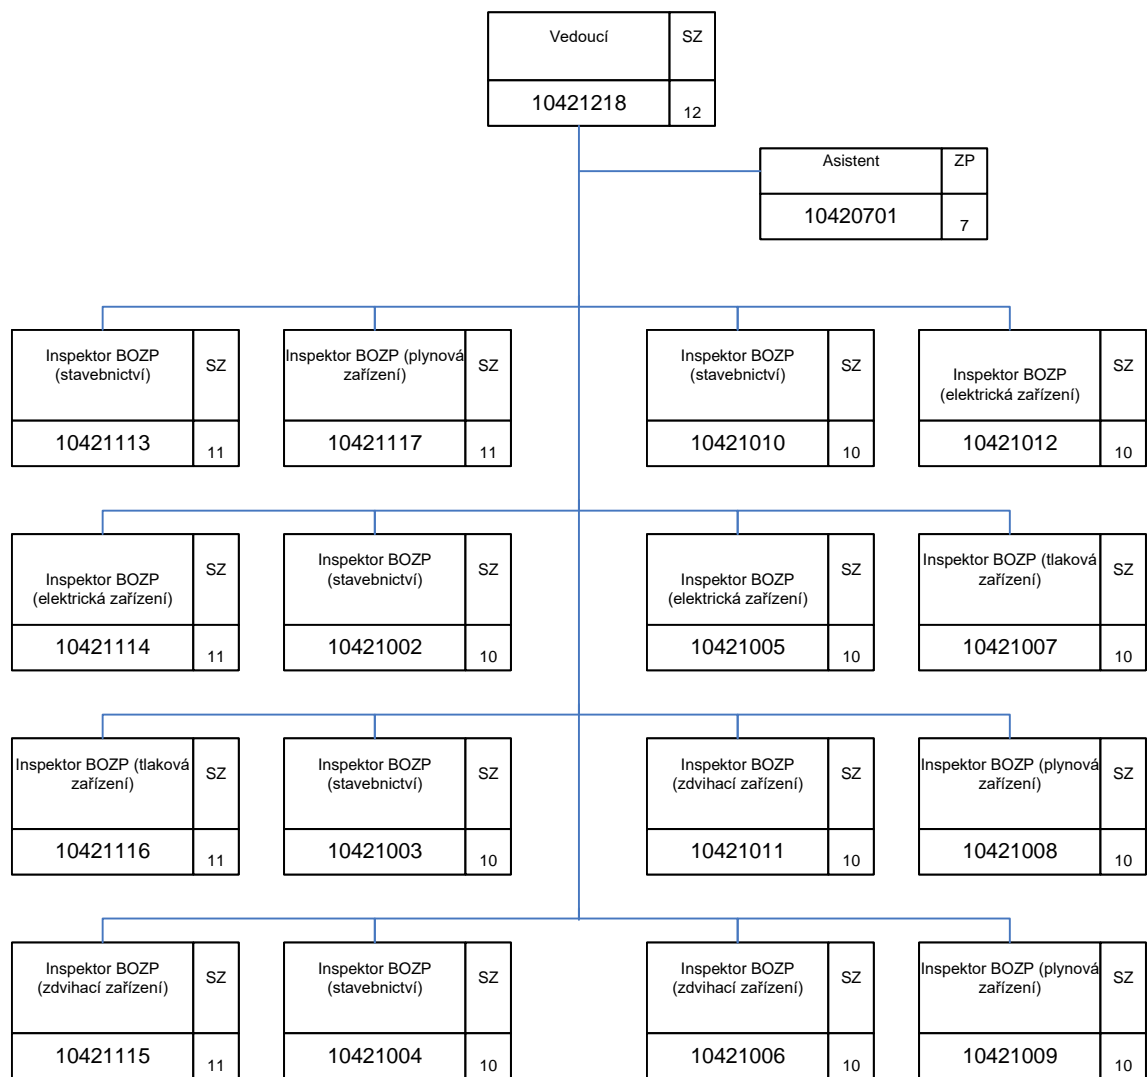 Vedoucí
SZ
10421218
12
Asistent
ZP
10420701
7
Inspektor BOZP
(stavebnictví)
SZ
10421113
11
Inspektor BOZP (plynová
zařízení)
SZ
10421117
11
Inspektor BOZP
(stavebnictví)
SZ
10421010
10
Inspektor BOZP
(elektrická zařízení)
SZ
10421012
10
Inspektor BOZP
(elektrická zařízení)
SZ
10421114
11
Inspektor BOZP
(stavebnictví)
SZ
10421002
10
Inspektor BOZP
(elektrická zařízení)
SZ
10421005
10
Inspektor BOZP (tlaková
zařízení)
SZ
10421007
10
Inspektor BOZP (tlaková
zařízení)
SZ
10421116
11
Inspektor BOZP
(stavebnictví)
SZ
10421003
10
Inspektor BOZP
(zdvihací zařízení)
SZ
10421011
10
Inspektor BOZP (plynová
zařízení)
SZ
10421008
10
Inspektor BOZP
(zdvihací zařízení)
SZ
10421115
11
Inspektor BOZP
(stavebnictví)
SZ
10421004
10
Inspektor BOZP
(zdvihací zařízení)
SZ
10421006
10
Inspektor BOZP (plynová
zařízení)
SZ
10421009
10